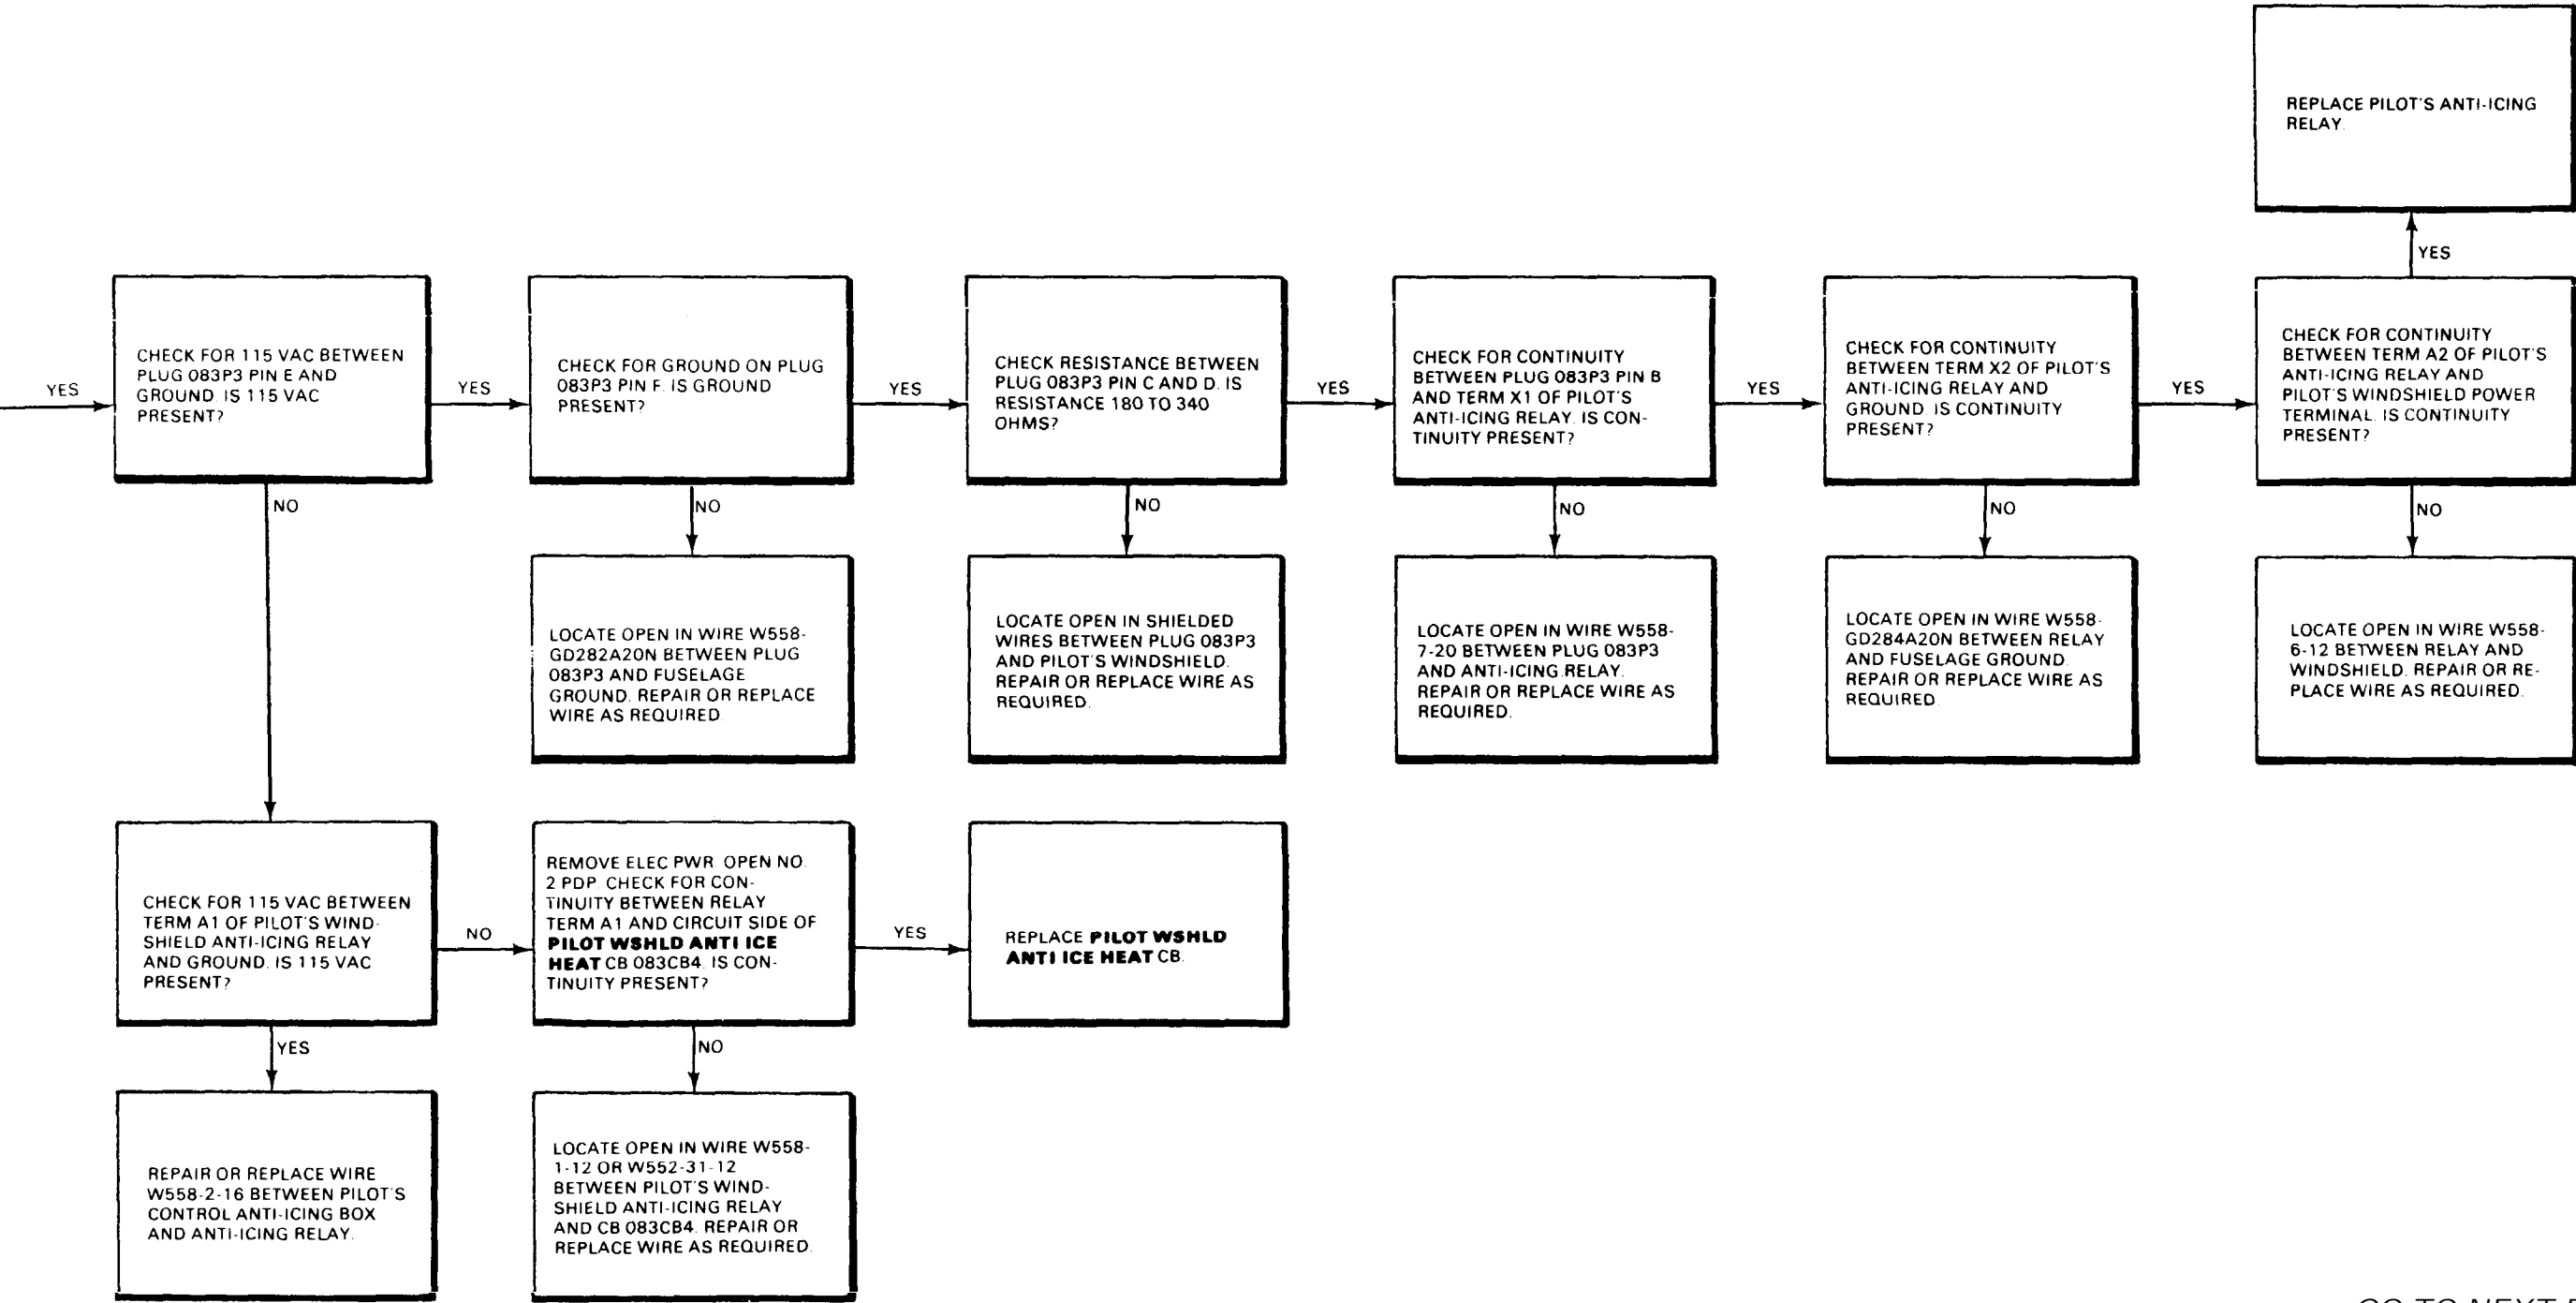 REPLACE PILOT'S ANTI-ICING
RELAY.
YES
YES
CHECK FOR 115 VAC BETWEEN
PLUG 083P3 PIN E AND
GROUND. IS 115 VAC
PRESENT?
YES
CHECK FOR GROUND ON PLUG
083P3 PIN F. IS GROUND
PRESENT?
YES
CHECK RESISTANCE BETWEEN
PLUG 083P3 PIN C AND D. IS
RESISTANCE 180 TO 340
OHMS?
YES
CHECK FOR CONTINUITY
BETWEEN PLUG 083P3 PIN B
AND TERM X1 OF PILOT'S
ANTI-ICING RELAY. IS CON-
TINUITY PRESENT?
YES
CHECK FOR CONTINUITY
BETWEEN TERM X2 OF PILOT'S
ANTI-ICING RELAY AND
GROUND. IS CONTINUITY
PRESENT?
YES
CHECK FOR CONTINUITY
BETWEEN TERM A2 OF PILOT'S
ANTI-ICING RELAY AND
PILOT'S WINDSHIELD POWER
TERMINAL. IS CONTINUITY
PRESENT?
NO
NO
NO
NO
NO
NO
LOCATE OPEN IN WIRE W558-
GD282A20N BETWEEN PLUG
083P3 AND FUSELAGE
GROUND. REPAIR OR REPLACE
WIRE AS REQUIRED.
LOCATE OPEN IN SHIELDED
WIRES BETWEEN PLUG 083P3
AND PILOT'S WINDSHIELD.
REPAIR OR REPLACE WIRE AS
REQUIRED.
LOCATE OPEN IN WIRE W558-
7-20 BETWEEN PLUG 083P3
AND ANTI-ICING RELAY.
REPAIR OR REPLACE WIRE AS
REQUIRED.
LOCATE OPEN IN WIRE W558-
GD284A20N BETWEEN RELAY
AND FUSELAGE GROUND.
REPAIR OR REPLACE WIRE AS
REQUIRED.
LOCATE OPEN IN WIRE W558-
6-12 BETWEEN RELAY AND
WINDSHIELD. REPAIR OR RE-
PLACE WIRE AS REQUIRED.
CHECK FOR 115 VAC BETWEEN
TERM A1 OF PILOT'S WIND-
SHIELD ANTI-ICING RELAY
AND GROUND. IS 115 VAC
PRESENT?
NO
REMOVE ELEC PWR. OPEN NO.
2 PDP. CHECK FOR CON-
TINUITY BETWEEN RELAY
TERM A1 AND CIRCUIT SIDE OF
PILOT WSHLD ANTI ICE
HEAT CB 083CB4. IS CON-
TINUITY PRESENT?
YES
REPLACE PILOT WSHLD
ANTI ICE HEAT CB.
YES
NO
REPAIR OR REPLACE WIRE
W558-2-16 BETWEEN PILOT'S
CONTROL ANTI-ICING BOX
AND ANTI-ICING RELAY.
LOCATE OPEN IN WIRE W558-
1-12 OR W552-31-12
BETWEEN PILOT'S WIND-
SHIELD ANTI-ICING RELAY
AND CB 083CB4. REPAIR OR
REPLACE WIRE AS REQUIRED.